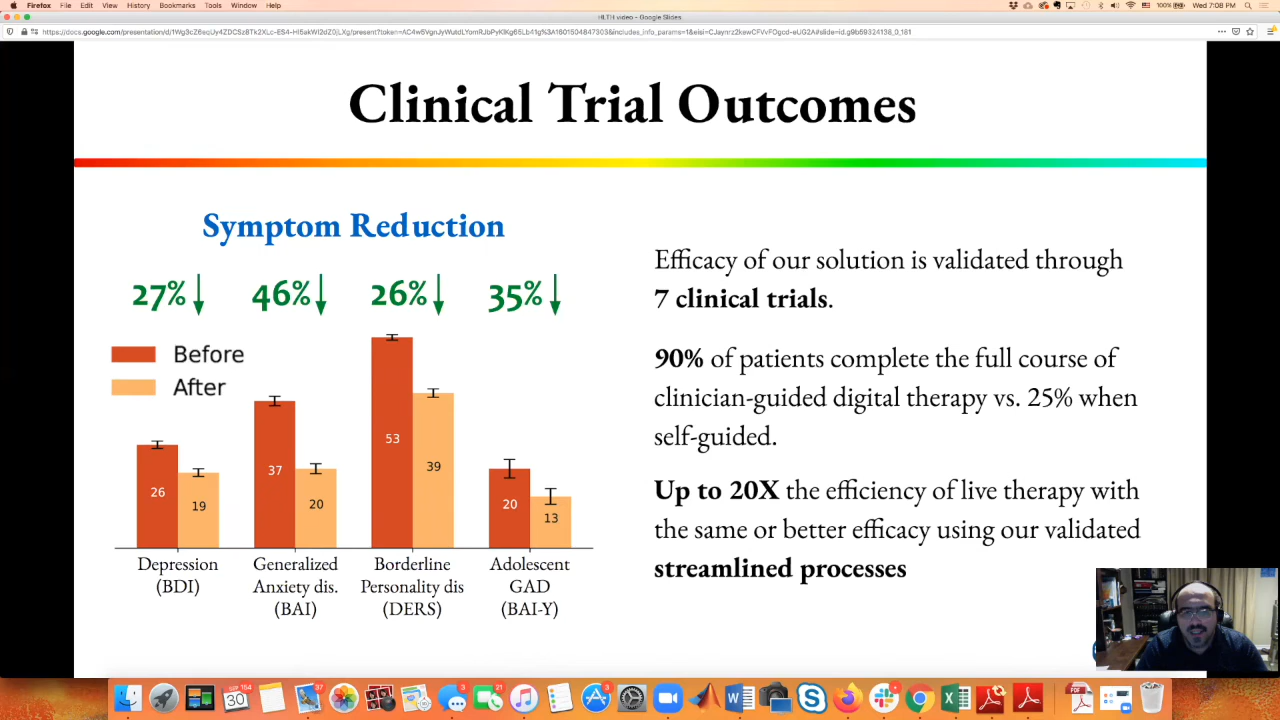 Firefox File Edit View History Bookmarks Tools Window Help
100% Wed 7:08 PM
HLTH video - Google Slides
Clinical Trial Outcomes
Symptom Reduction
27% 46% 26% 35%
Before
After
26 19 37 20 53 39 20 13
Depression
(BDI)
Generalized
Anxiety dis.
(BAI)
Borderline
Personality dis
(DERS)
Adolescent
GAD
(BAI-Y)
Efficacy of our solution is validated through
7 clinical trials.
90% of patients complete the full course of
clinician-guided digital therapy vs. 25% when
self-guided.
Up to 20X the efficiency of live therapy with
the same or better efficacy using our validated
streamlined processes
30
PDF